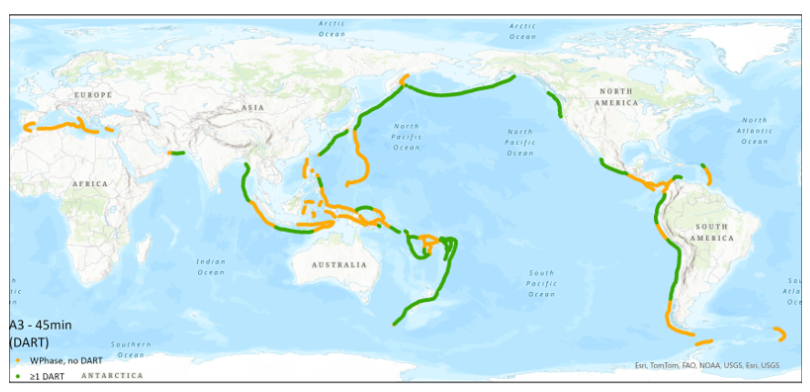 Arctic
Ocean
Arctic
Ocean
EUROPE
ASIA
NORTH
AMERICA
North
Pacific
Ocean
North
Pacific
Ocean
North
Atlantic
Ocean
AFRICA
SOUTH
AMERICA
Indian
Ocean
AUSTRALIA
South
Pacific
Ocean
A3 - 45min
(DART)
Southern
Ocean
WPhase, no DART
≥1 DART
ANTARCTICA
Esri, TomTom, FAO, NOAA, USGS, Esri, USGS